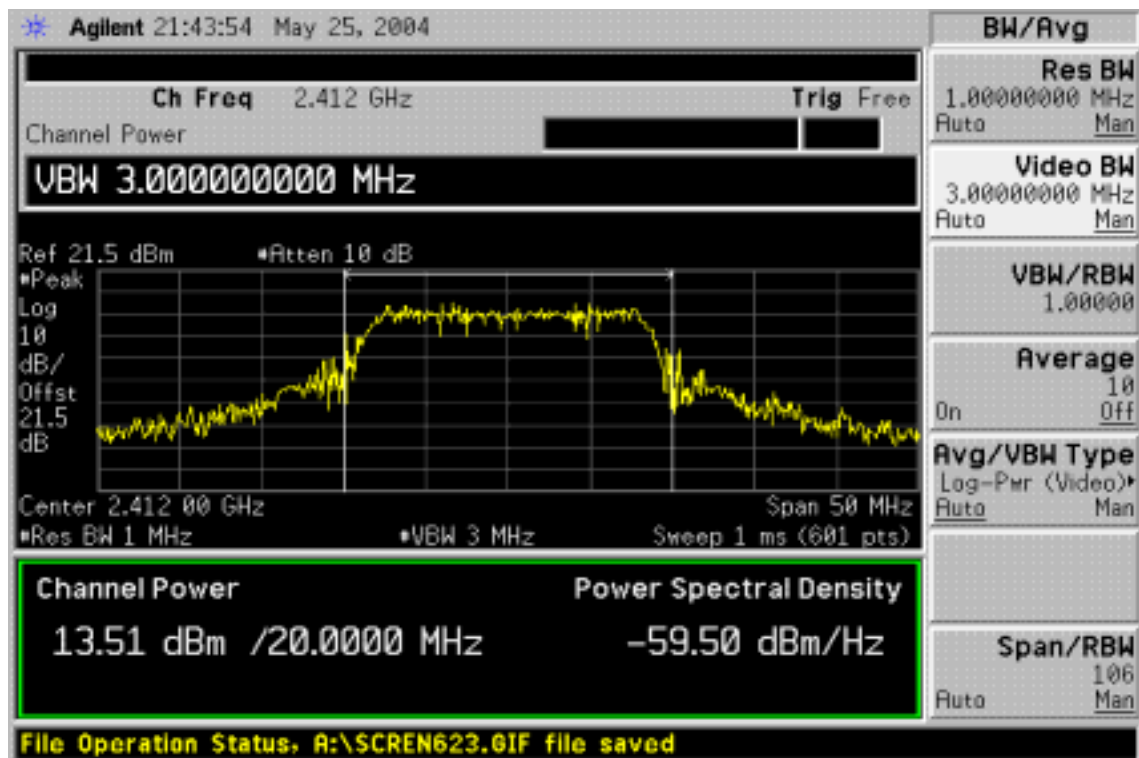 Agilent 21:43:54 May 25, 2004
BW/Avg
Ch Freq 2.412 GHz
Trig Free
Channel Power
VBW 3.000000000 MHz
Ref 21.5 dBm
#Atten 10 dB
#Peak
Log
10
dB/
Offst
21.5
dB
Center 2.412 00 GHz
Span 50 MHz
#Res BW 1 MHz
#VBW 3 MHz
Sweep 1 ms (601 pts)
Channel Power
Power Spectral Density
13.51 dBm /20.0000 MHz
-59.50 dBm/Hz
File Operation Status, A:\SCREN623.GIF file saved
Res BW
1.00000000 MHz
Auto Man
Video BW
3.00000000 MHz
Auto Man
VBW/RBW
1.00000
Average
10
On Off
Avg/VBW Type
Log-Pwr (Video)
Auto Man
Span/RBW
106
Auto Man